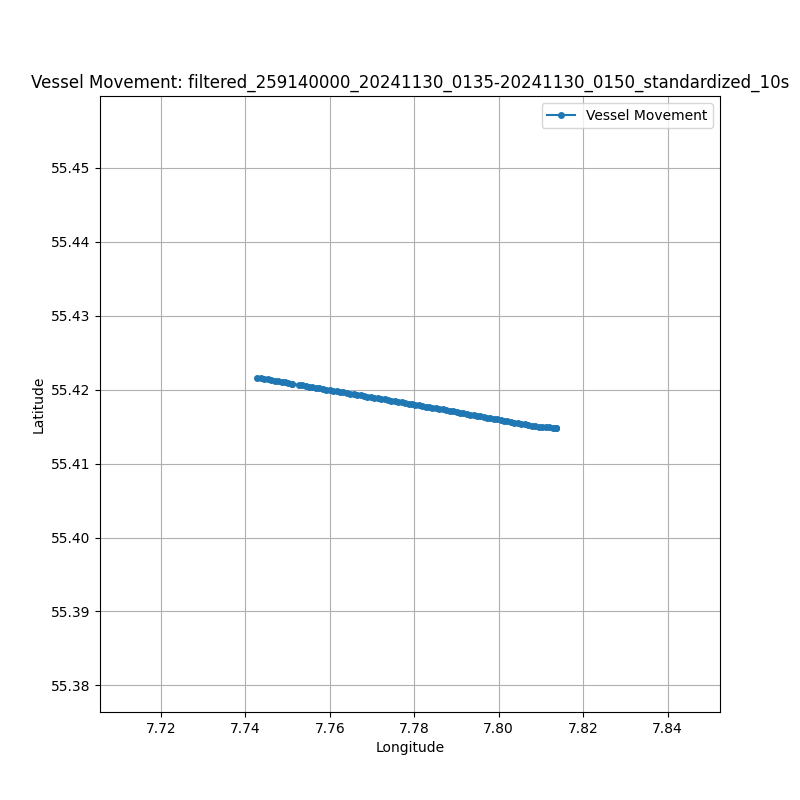 Vessel Movement: filtered_259140000_20241130_0135-20241130_0150_standardized_10s
Vessel Movement
55.45
55.44
55.43
55.42
55.41
55.40
55.39
55.38
Latitude
7.72 7.74 7.76 7.78 7.80 7.82 7.84
Longitude